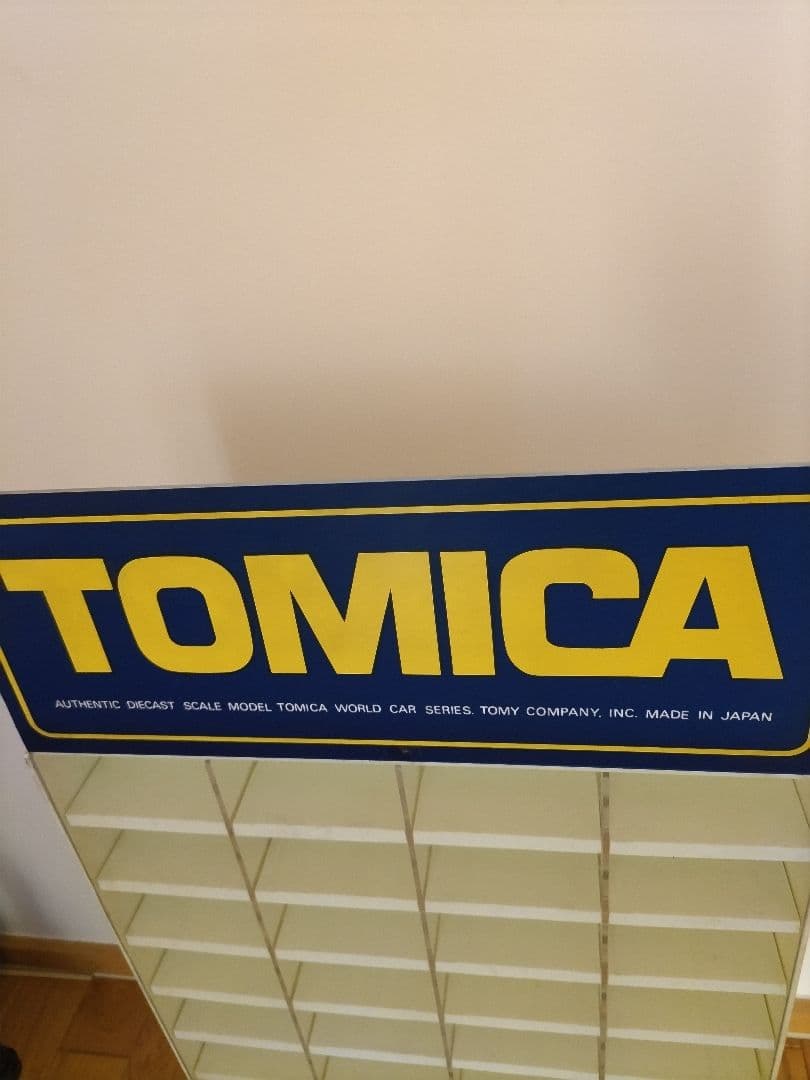 TOMICA
AUTHENTIC DIECAST SCALE MODEL TOMICA WORLD CAR SERIES. TOMY COMPANY, INC. MADE IN JAPAN